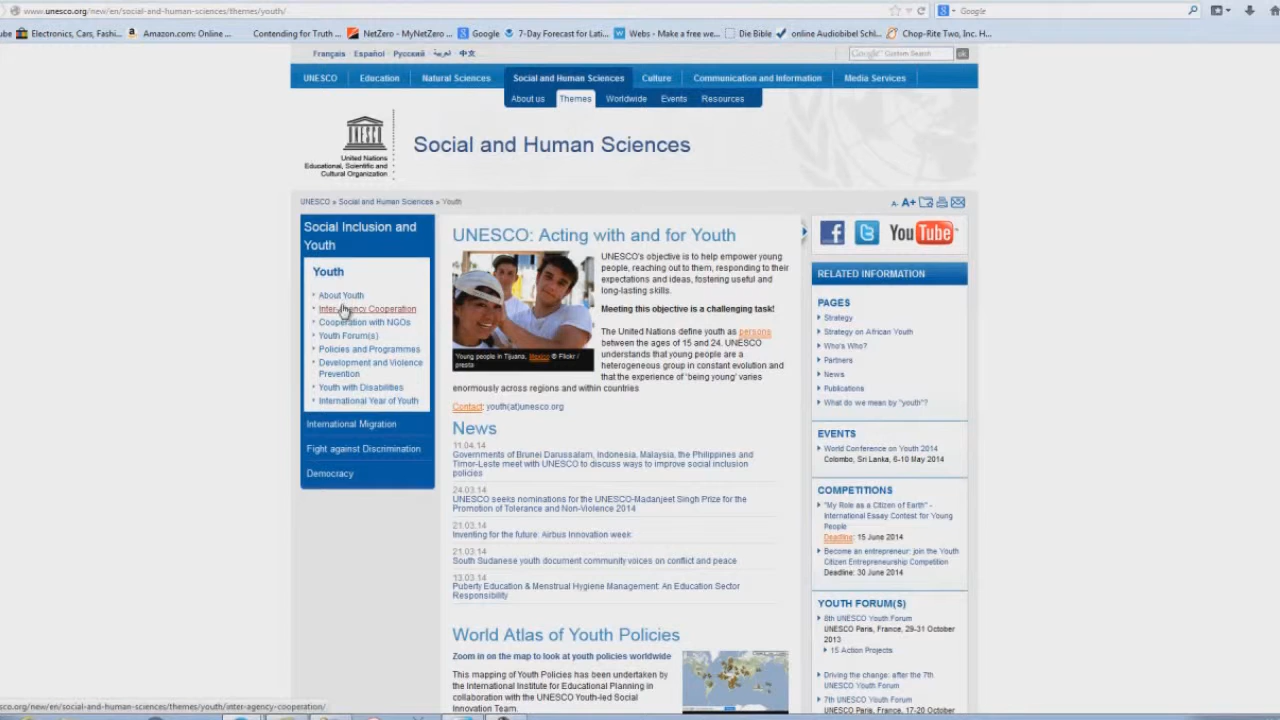 www.unesco.org/new/en/social-and-human-sciences/themes/youth/
Google
Electronics, Cars, Fashi... Amazon.com: Online ... Contending for Truth ... NetZero - MyNetZero ... Google 7-Day Forecast for Lati... Webs - Make a free we... Die Bible online Audiobibel Schl... Chop-Rite Two, Inc. H...
Français Español Русский العربية 中文
Google Custom Search ok
UNESCO Education Natural Sciences Social and Human Sciences Culture Communication and Information Media Services
About us Themes Worldwide Events Resources
United Nations
Educational, Scientific and
Cultural Organization
Social and Human Sciences
UNESCO » Social and Human Sciences » Youth
A- A+
Social Inclusion and
Youth
Youth
About Youth
Inter-Agency Cooperation
Cooperation with NGOs
Youth Forum(s)
Policies and Programmes
Development and Violence
Prevention
Youth with Disabilities
International Year of Youth
International Migration
Fight against Discrimination
Democracy
UNESCO: Acting with and for Youth
Young people in Tijuana, Mexico © Flickr /
presta
UNESCO's objective is to help empower young
people, reaching out to them, responding to their
expectations and ideas, fostering useful and
long-lasting skills.
Meeting this objective is a challenging task!
The United Nations define youth as persons
between the ages of 15 and 24. UNESCO
understands that young people are a
heterogeneous group in constant evolution and
that the experience of 'being young' varies
enormously across regions and within countries
Contact: youth(at)unesco.org
News
11.04.14
Governments of Brunei Darussalam, Indonesia, Malaysia, the Philippines and
Timor-Leste meet with UNESCO to discuss ways to improve social inclusion
policies
24.03.14
UNESCO seeks nominations for the UNESCO-Madanjeet Singh Prize for the
Promotion of Tolerance and Non-Violence 2014
21.03.14
Inventing for the future: Airbus Innovation week
21.03.14
South Sudanese youth document community voices on conflict and peace
13.03.14
Puberty Education & Menstrual Hygiene Management: An Education Sector
Responsibility
World Atlas of Youth Policies
Zoom in on the map to look at youth policies worldwide
This mapping of Youth Policies has been undertaken by
the International Institute for Educational Planning in
collaboration with the UNESCO Youth-led Social
Innovation Team.
You Tube
RELATED INFORMATION
PAGES
Strategy
Strategy on African Youth
Who's Who?
Partners
News
Publications
What do we mean by "youth"?
EVENTS
World Conference on Youth 2014
Colombo, Sri Lanka, 6-10 May 2014
COMPETITIONS
"My Role as a Citizen of Earth" -
International Essay Contest for Young
People
Deadline: 15 June 2014
Become an entrepreneur: join the Youth
Citizen Entrepreneurship Competition
Deadline: 30 June 2014
YOUTH FORUM(S)
8th UNESCO Youth Forum
UNESCO Paris, France, 29-31 October
2013
15 Action Projects
Driving the change: after the 7th
UNESCO Youth Forum
7th UNESCO Youth Forum
UNESCO Paris, France, 17-20 October
sco.org/new/en/social-and-human-sciences/themes/youth/inter-agency-cooperation/